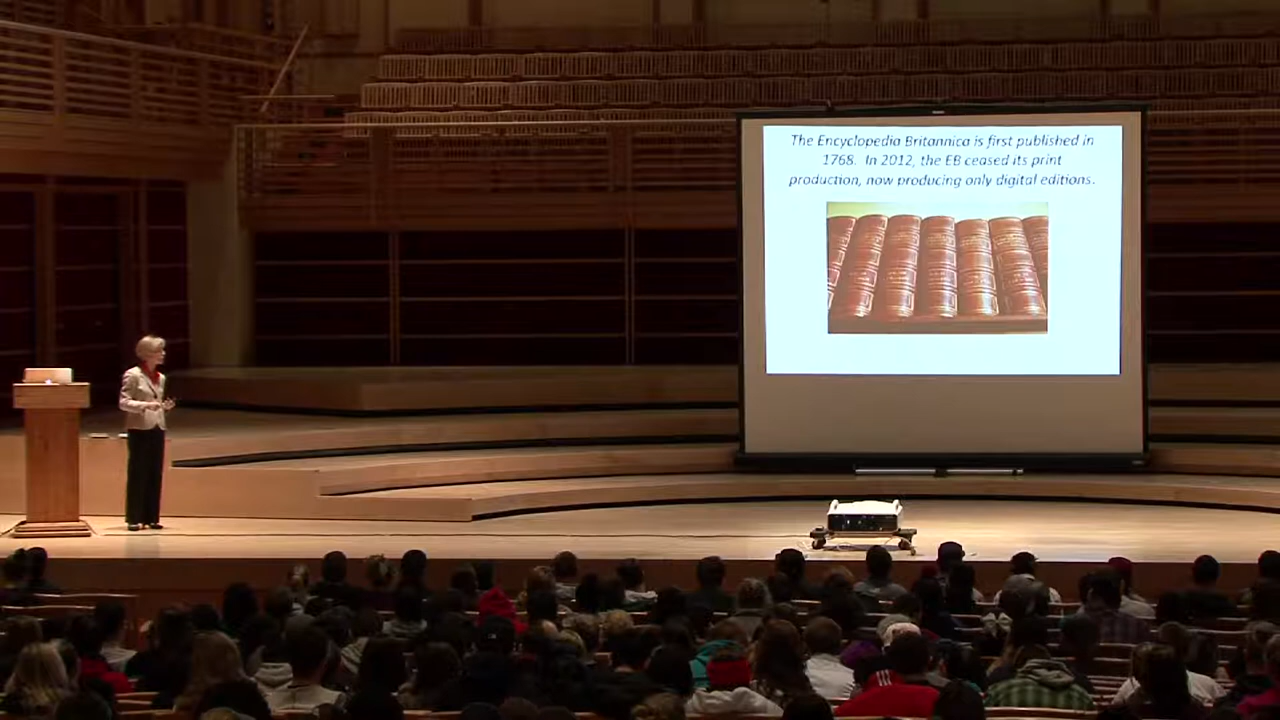 The Encyclopedia Britannica is first published in
1768. In 2012, the EB ceased its print
production, now producing only digital editions.